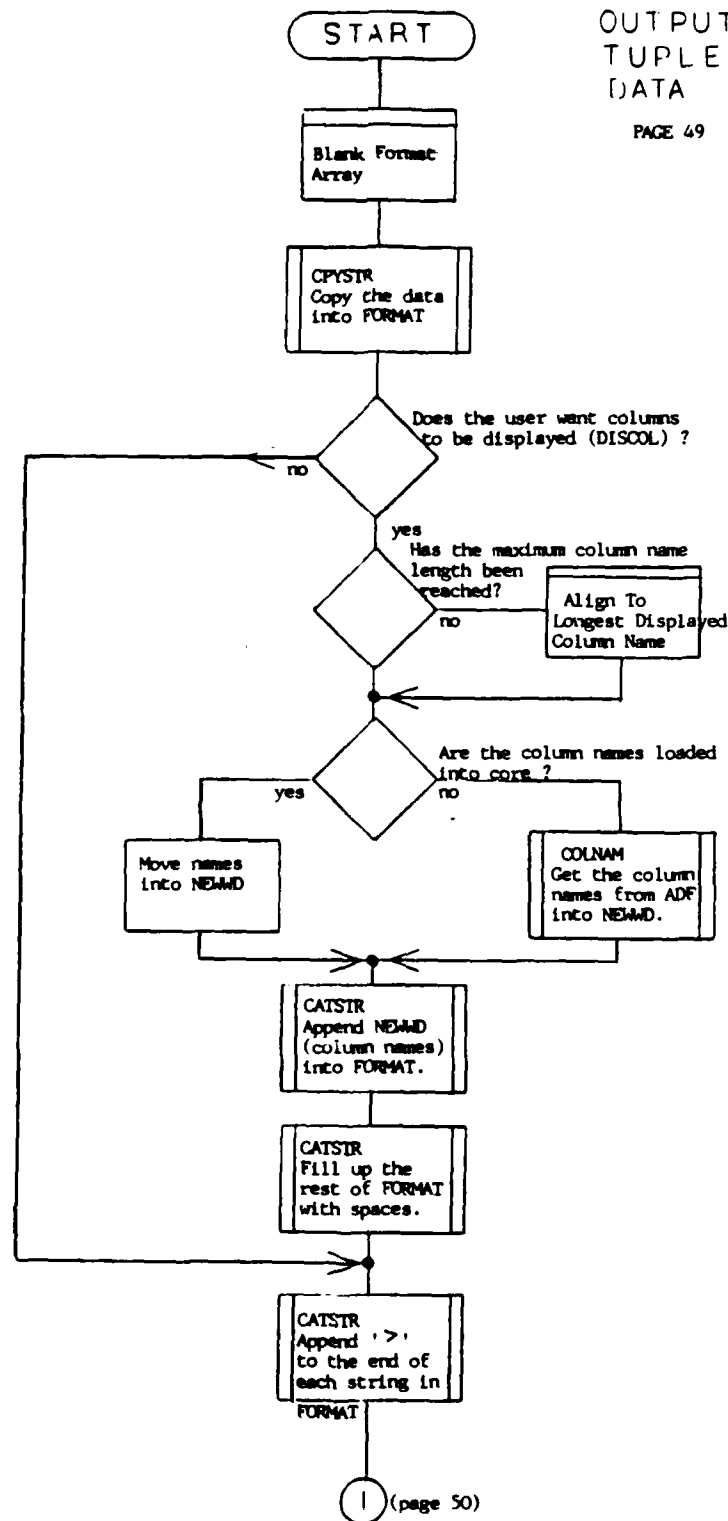 START
OUTPUT
TUPLE
DATA
PAGE 49
Blank Format
Array
CPYSTR
Copy the data
into FORMAT
Does the user want columns
to be displayed (DISCOL) ?
no
yes
Has the maximum column name
length been
reached?
no
Align To
Longest Displayed
Column Name
Are the column names loaded
into core ?
yes
no
Move names
into NEWWD
COLNAM
Get the column
names from ADF
into NEWWD.
CATSTR
Append NEWWD
(column names)
into FORMAT.
CATSTR
Fill up the
rest of FORMAT
with spaces.
CATSTR
Append '>'
to the end of
each string in
FORMAT
1 (page 50)